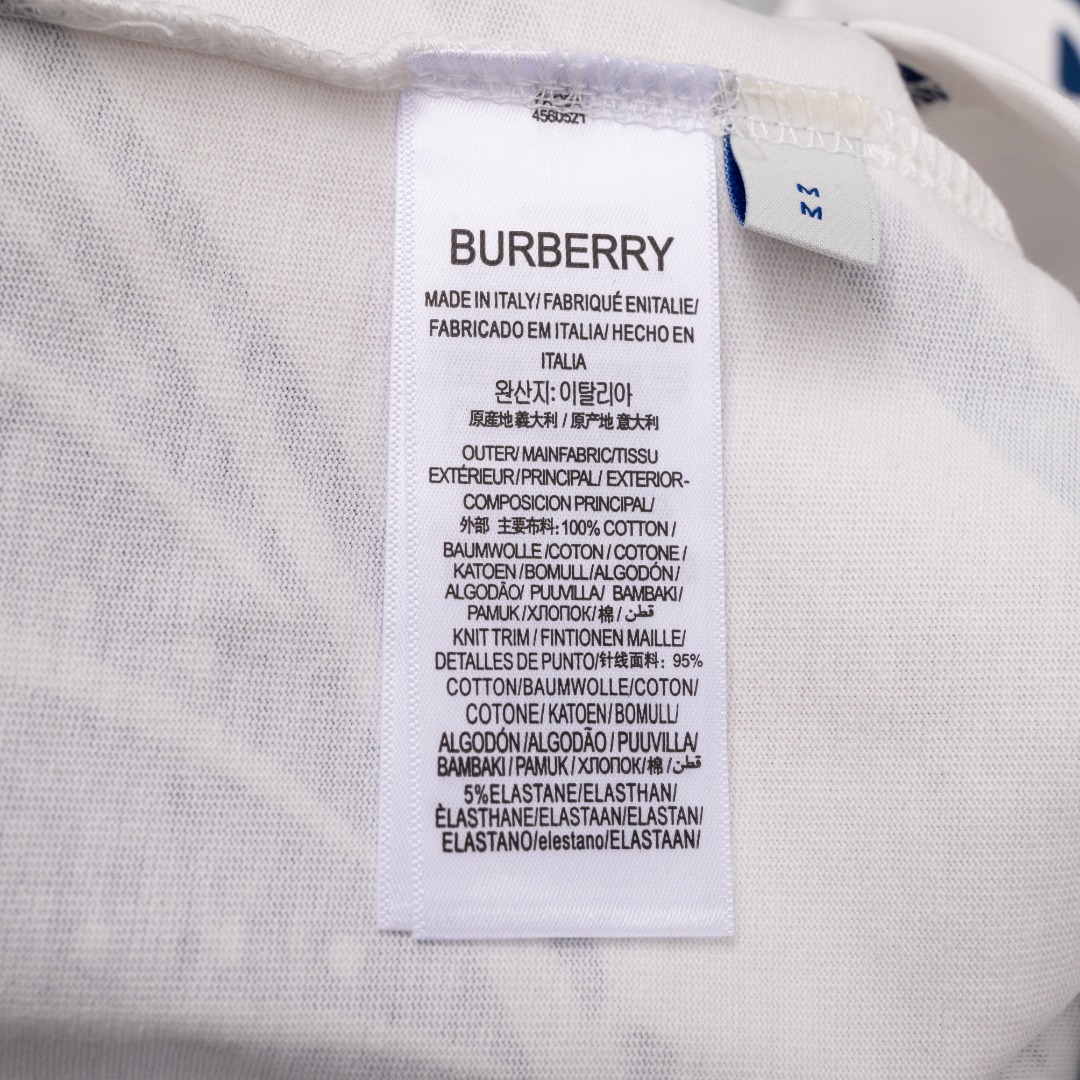 4560521
M
M
BURBERRY
MADE IN ITALY/ FABRIQUÉ ENITALIE/
FABRICADO EM ITALIA/ HECHO EN
ITALIA
완산지: 이탈리아
原産地 義大利 / 原产地 意大利
OUTER/ MAINFABRIC/TISSU
EXTÉRIEUR/PRINCIPAL/ EXTERIOR-
COMPOSICION PRINCIPAL/
外部 主要布料: 100% COTTON /
BAUMWOLLE /COTON / COTONE /
KATOEN /BOMULL/ALGODÓN /
ALGODÃO/ PUUVILLA/ BAMBAKI /
PAMUK /ХЛОПОК/ 棉 / قطن
KNIT TRIM / FINTIONEN MAILLE/
DETALLES DE PUNTO/针线面料: 95%
COTTON/BAUMWOLLE/COTON/
COTONE/ KATOEN/BOMULL/
ALGODÓN /ALGODÃO / PUUVILLA/
BAMBAKI / PAMUK / ХЛОПОК/ 棉 / قطن
5%ELASTANE/ELASTHAN/
ÈLASTHANE/ELASTAAN/ELASTAN/
ELASTANO/elestano/ELASTAAN/